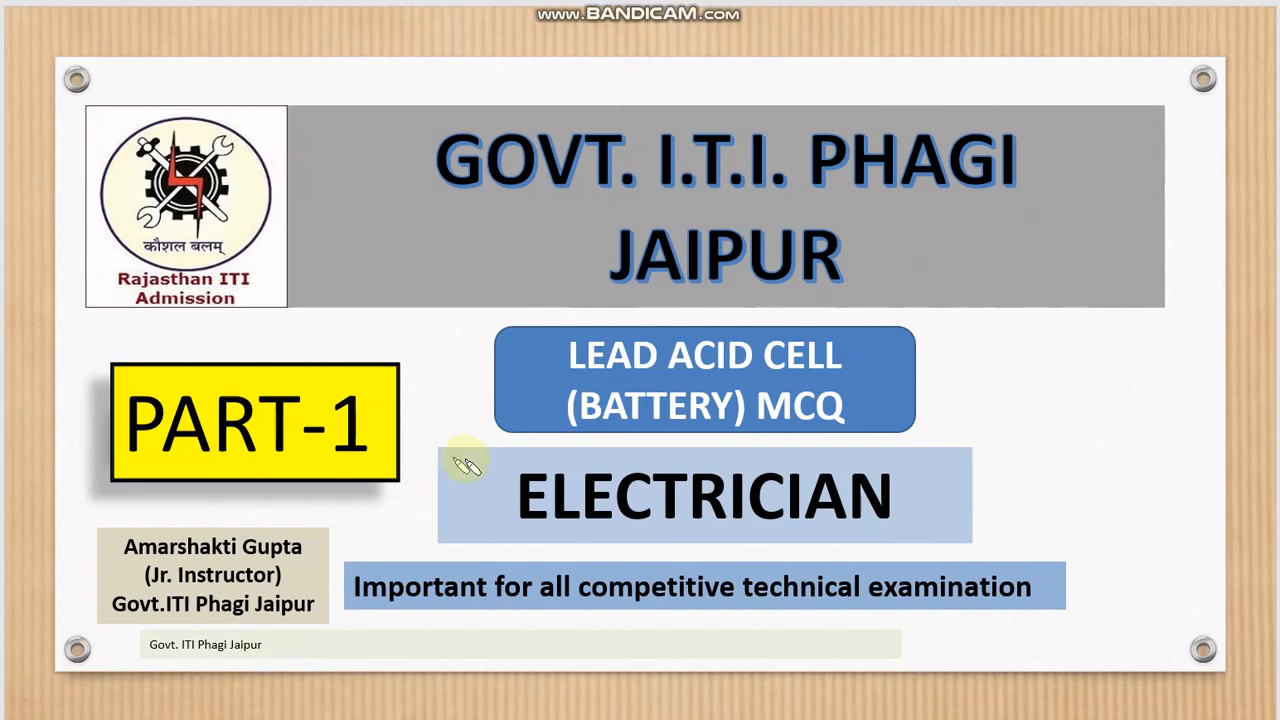 www.BANDICAM.com
GOVT. I.T.I. PHAGI
JAIPUR
कौशल बलम्
Rajasthan ITI
Admission
LEAD ACID CELL
(BATTERY) MCQ
PART-1
ELECTRICIAN
Amarshakti Gupta
(Jr. Instructor)
Govt.ITI Phagi Jaipur
Important for all competitive technical examination
Govt. ITI Phagi Jaipur